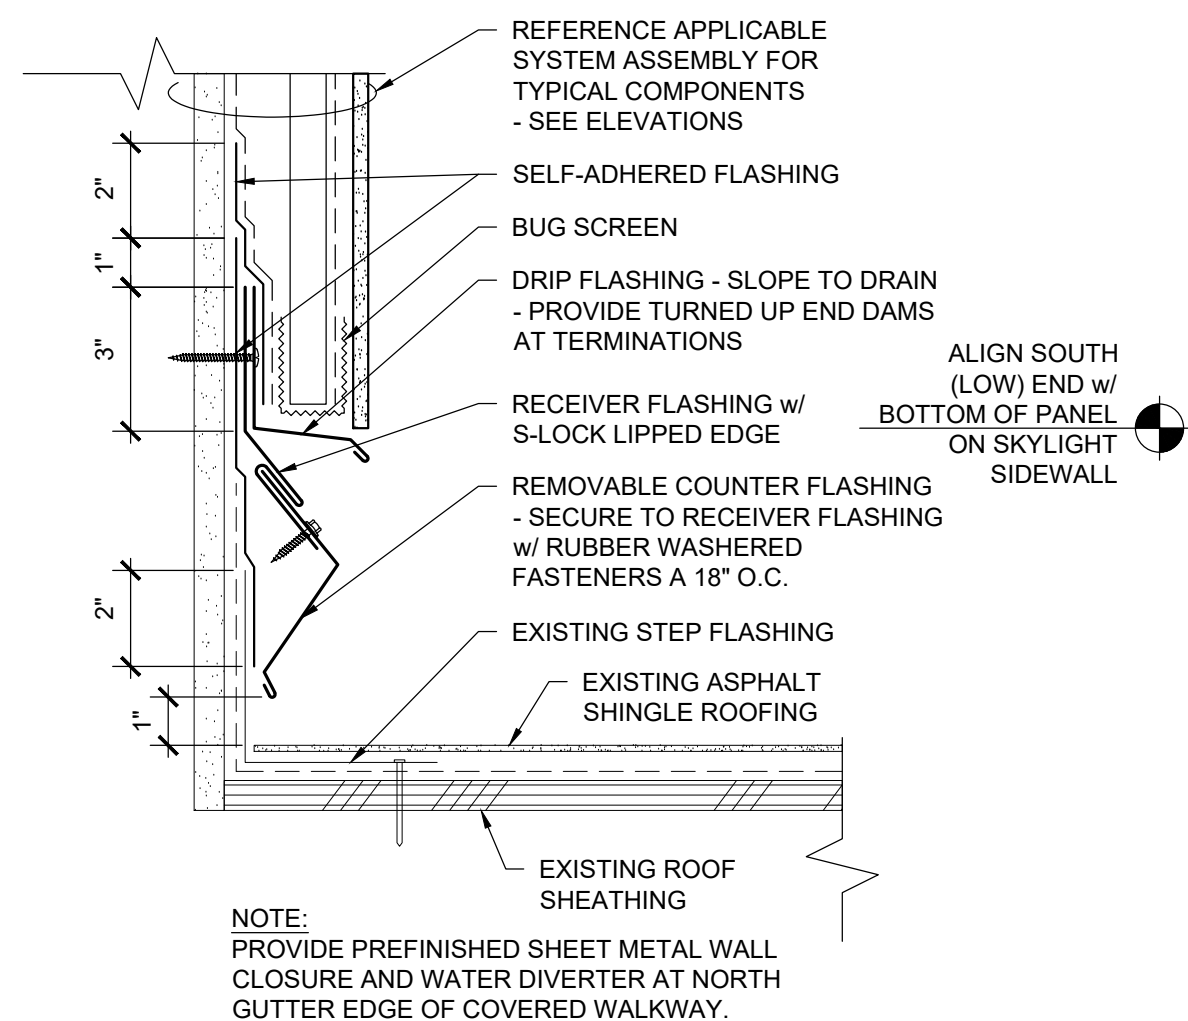 REFERENCE APPLICABLE
SYSTEM ASSEMBLY FOR
TYPICAL COMPONENTS
- SEE ELEVATIONS
SELF-ADHERED FLASHING
BUG SCREEN
DRIP FLASHING - SLOPE TO DRAIN
- PROVIDE TURNED UP END DAMS
AT TERMINATIONS
RECEIVER FLASHING w/
S-LOCK LIPPED EDGE
REMOVABLE COUNTER FLASHING
- SECURE TO RECEIVER FLASHING
w/ RUBBER WASHERED
FASTENERS A 18" O.C.
EXISTING STEP FLASHING
EXISTING ASPHALT
SHINGLE ROOFING
EXISTING ROOF
SHEATHING
ALIGN SOUTH
(LOW) END w/
BOTTOM OF PANEL
ON SKYLIGHT
SIDEWALL
2"
1"
3"
2"
1"
NOTE:
PROVIDE PREFINISHED SHEET METAL WALL
CLOSURE AND WATER DIVERTER AT NORTH
GUTTER EDGE OF COVERED WALKWAY.